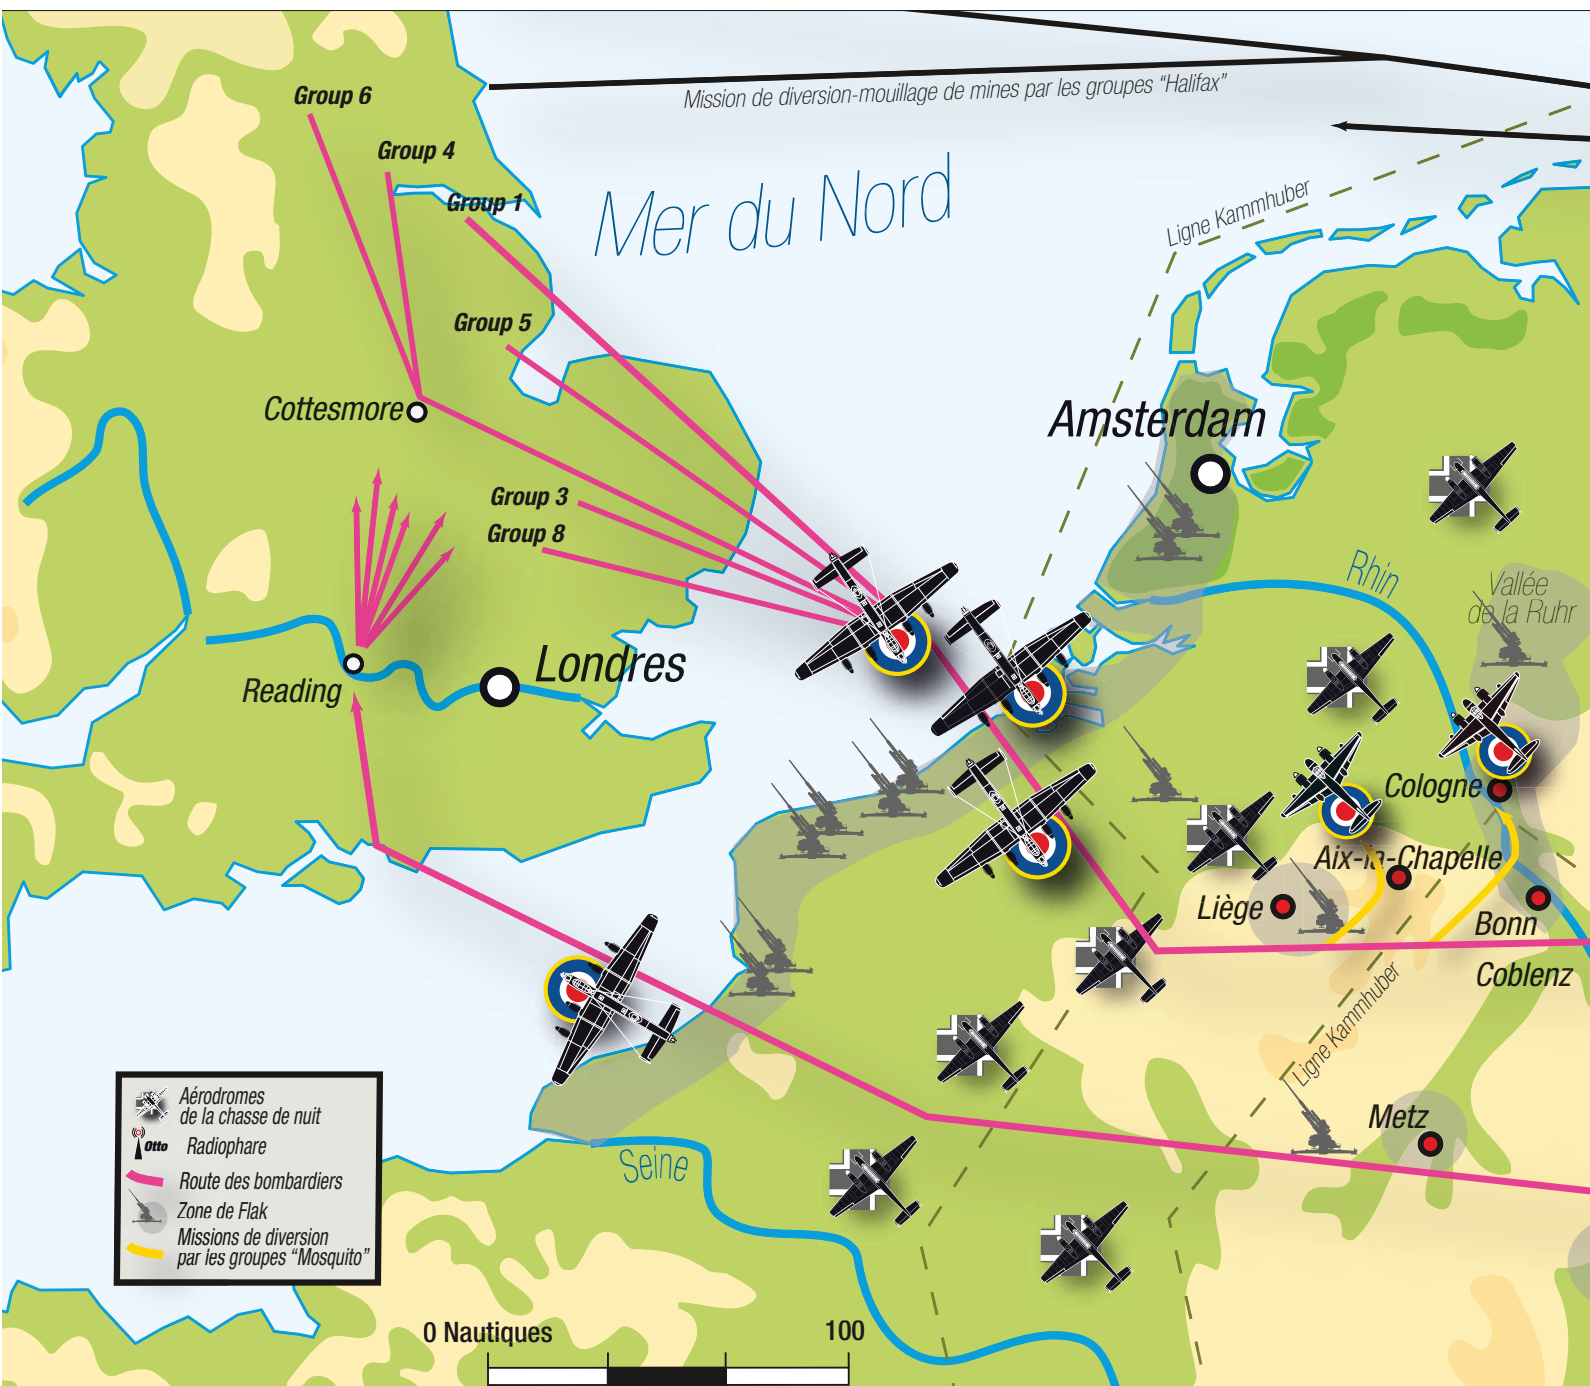 Group 6
Mission de diversion-mouillage de mines par les groupes “Halifax”
Group 4
Group 1
Mer du Nord
Ligne Kammhuber
Group 5
Cottesmore
Amsterdam
Group 3
Group 8
Rhin
Vallée
de la Ruhr
Londres
Reading
Cologne
Aix-la-Chapelle
Liège
Bonn
Coblenz
Ligne Kammhuber
Metz
Seine
Aérodromes
de la chasse de nuit
Otto Radiophare
Route des bombardiers
Zone de Flak
Missions de diversion
par les groupes “Mosquito”
0 Nautiques 100